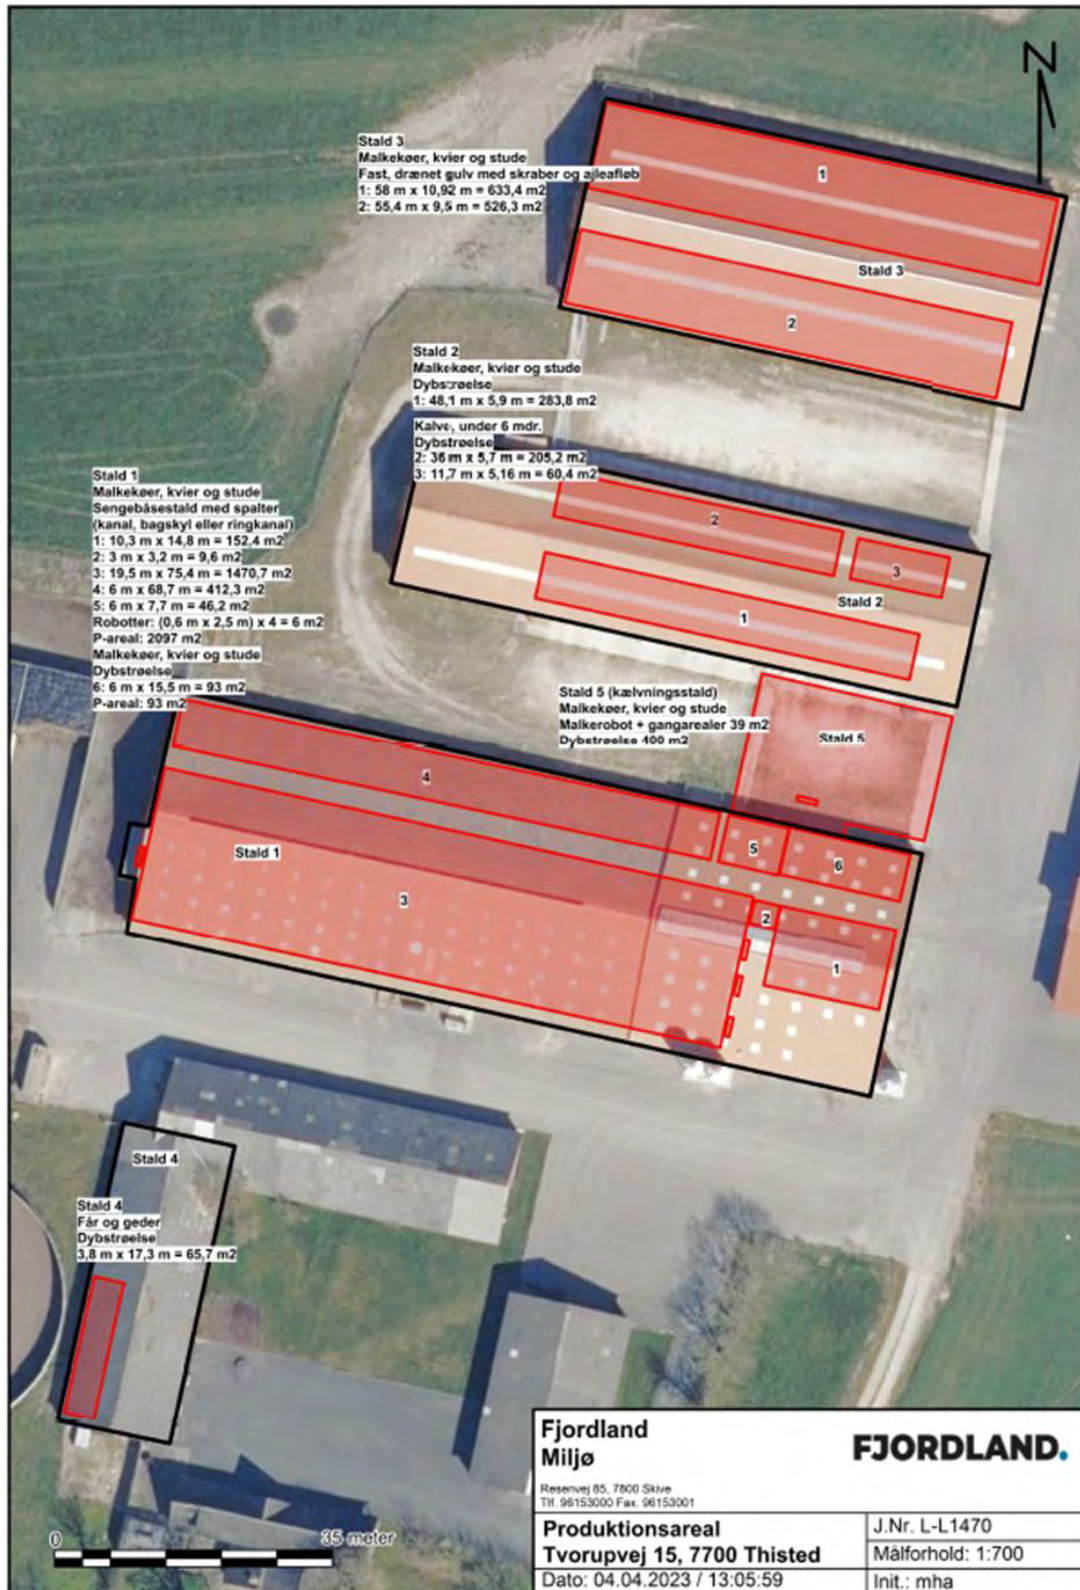 N
Stald 3
Malkekøer, kvier og stude
Fast, drænet gulv med skraber og ajleafløb
1: 58 m x 10,92 m = 633,4 m2
2: 55,4 m x 9,5 m = 526,3 m2
1
Stald 3
2
Stald 2
Malkekøer, kvier og stude
Dybstrøelse
1: 48,1 m x 5,9 m = 283,8 m2
Kalve, under 6 mdr.
Dybstrøelse
2: 36 m x 5,7 m = 205,2 m2
3: 11,7 m x 5,16 m = 60,4 m2
2
3
Stald 2
1
Stald 1
Malkekøer, kvier og stude
Sengebåsestald med spalter
(kanal, bagskyl eller ringkanal)
1: 10,3 m x 14,8 m = 152,4 m2
2: 3 m x 3,2 m = 9,6 m2
3: 19,5 m x 75,4 m = 1470,7 m2
4: 6 m x 68,7 m = 412,3 m2
5: 6 m x 7,7 m = 46,2 m2
Robotter: (0,6 m x 2,5 m) x 4 = 6 m2
P-areal: 2097 m2
Malkekøer, kvier og stude
Dybstrøelse
6: 6 m x 15,5 m = 93 m2
P-areal: 93 m2
Stald 5 (kælvningsstald)
Malkekøer, kvier og stude
Malkerobot + gangarealer 39 m2
Dybstrøelse 400 m2
Stald 5
4
5
6
Stald 1
3
2
1
Stald 4
Stald 4
Får og geder
Dybstrøelse
3,8 m x 17,3 m = 65,7 m2
0 35 meter
Fjordland
Miljø
FJORDLAND.
Resenvej 85, 7800 Skive
Tlf. 96153000 Fax. 96153001
Produktionsareal
Tvorupvej 15, 7700 Thisted
J.Nr. L-L1470
Målforhold: 1:700
Dato: 04.04.2023 / 13:05:59
Init.: mha